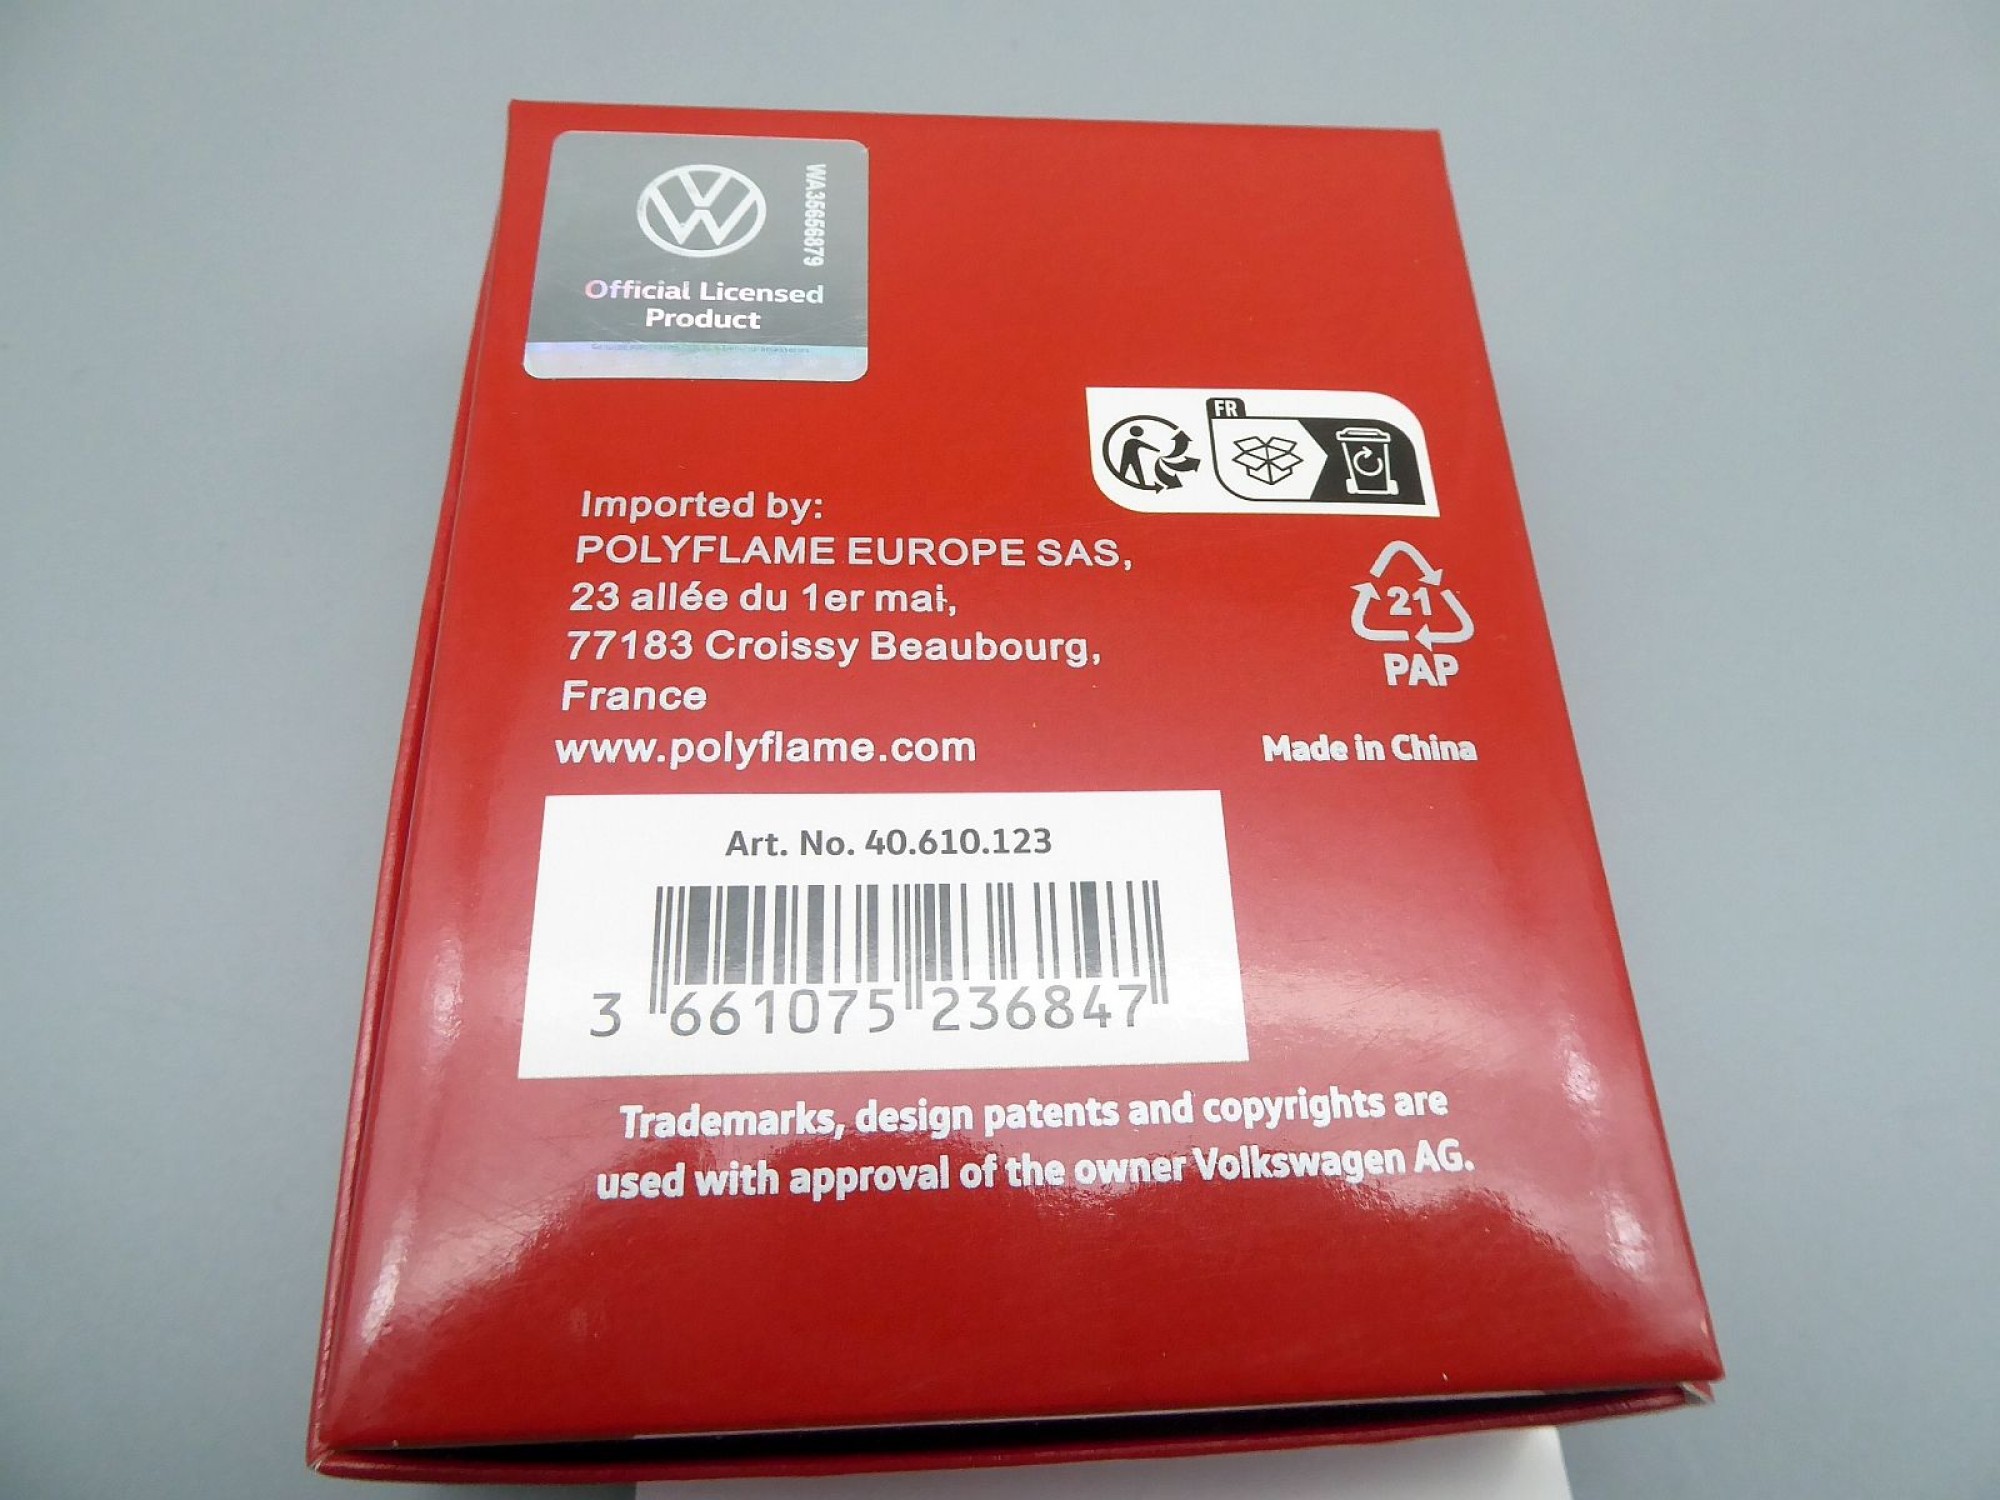 WA35656879
Official Licensed
Product
FR
Imported by:
POLYFLAME EUROPE SAS,
23 allée du 1er mai,
77183 Croissy Beaubourg,
France
www.polyflame.com
21
PAP
Made in China
Art. No. 40.610.123
3 661075 236847
Trademarks, design patents and copyrights are
used with approval of the owner Volkswagen AG.